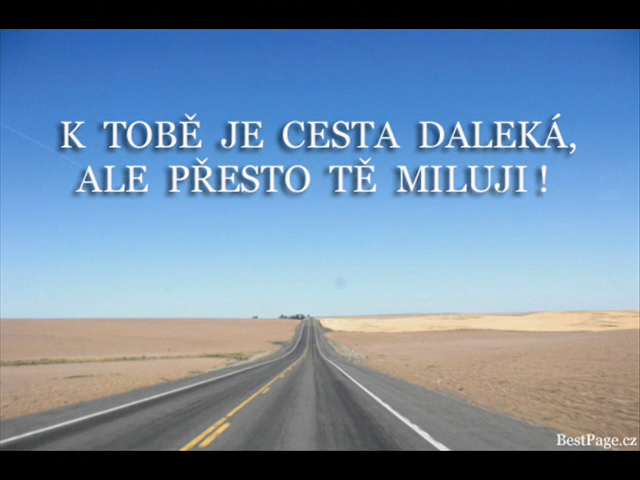 K TOBĚ JE CESTA DALEKÁ,
ALE PŘESTO TĚ MILUJI !
BestPage.cz